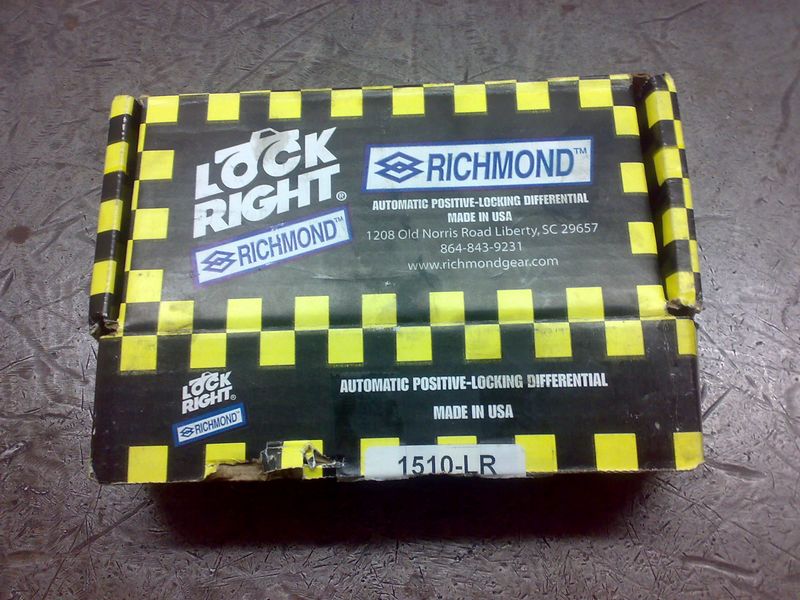 LOCK
RIGHT®
RICHMOND™
RICHMOND™
AUTOMATIC POSITIVE-LOCKING DIFFERENTIAL
MADE IN USA
1208 Old Norris Road Liberty, SC 29657
864-843-9231
www.richmondgear.com
LOCK
RIGHT®
RICHMOND™
AUTOMATIC POSITIVE-LOCKING DIFFERENTIAL
MADE IN USA
1510-LR